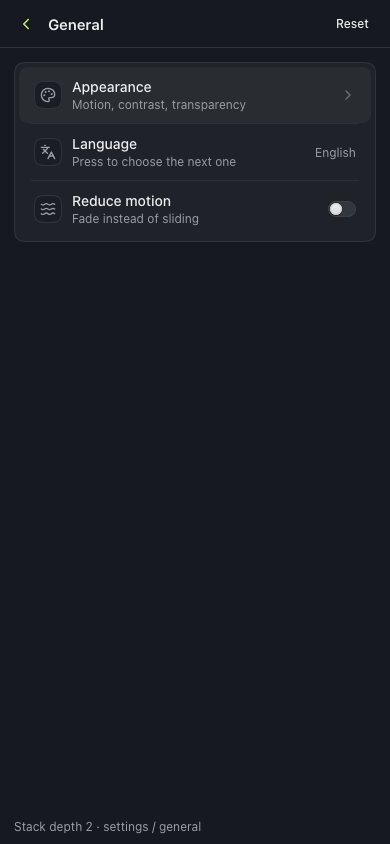 General
Reset
Appearance
Motion, contrast, transparency
Language
Press to choose the next one
English
Reduce motion
Fade instead of sliding
Stack depth 2 · settings / general